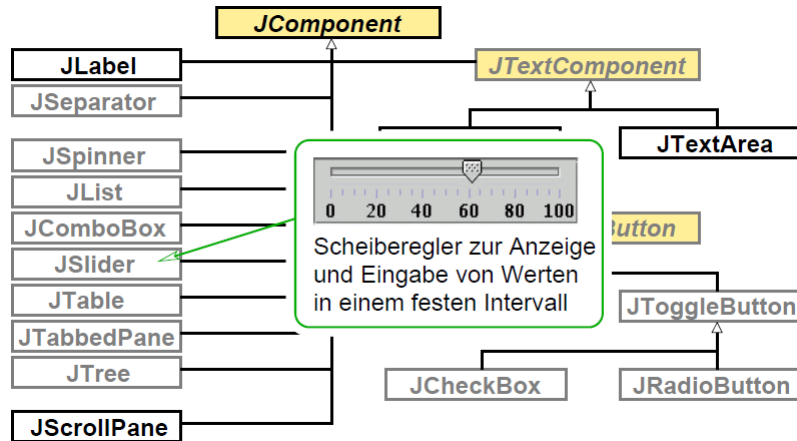 JComponent
JLabel
JTextComponent
JSeparator
JTextArea
JSpinner
JList
JComboBox
JSlider
JTable
JTabbedPane
JTree
JScrollPane
0 20 40 60 80 100
Scheiberegler zur Anzeige
und Eingabe von Werten
in einem festen Intervall
Button
JToggleButton
JCheckBox
JRadioButton